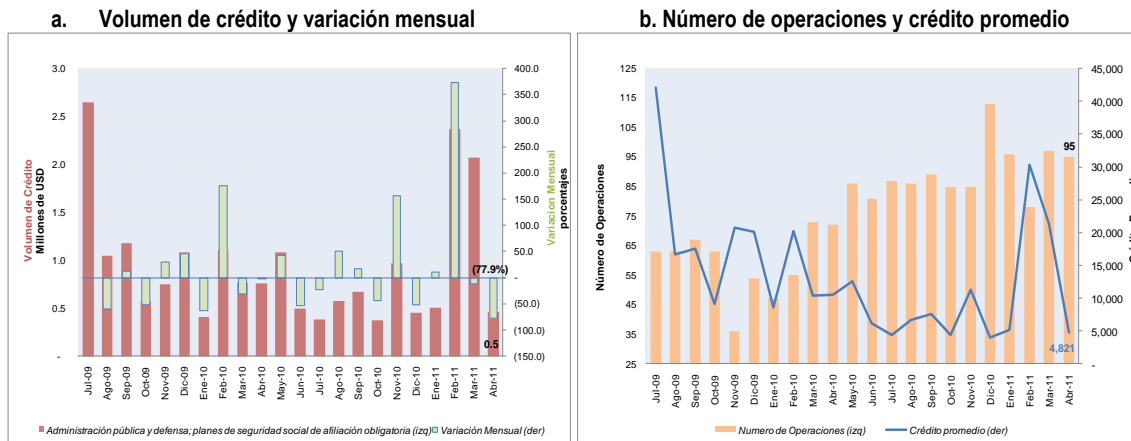 a. Volumen de crédito y variación mensual
3.0
2.5
2.0
1.5
1.0
0.5
-
Volumen de Crédito
Millones de USD
400.0
350.0
300.0
250.0
200.0
150.0
100.0
50.0
-
(50.0)
(100.0)
(150.0)
Variacion Mensual
porcentajes
(77.9%)
0.5
Jul-09
Ago-09
Sep-09
Oct-09
Nov-09
Dic-09
Ene-10
Feb-10
Mar-10
Abr-10
May-10
Jun-10
Jul-10
Ago-10
Sep-10
Oct-10
Nov-10
Dic-10
Ene-11
Feb-11
Mar-11
Abr-11
Administración pública y defensa; planes de seguridad social de afiliación obligatoria (izq)
Variación Mensual (der)
b. Número de operaciones y crédito promedio
125
115
105
95
85
75
65
55
45
35
25
Número de Operaciones
45,000
40,000
35,000
30,000
25,000
20,000
15,000
10,000
5,000
-
95
4,821
Jul-09
Ago-09
Sep-09
Oct-09
Nov-09
Dic-09
Ene-10
Feb-10
Mar-10
Abr-10
May-10
Jun-10
Jul-10
Ago-10
Sep-10
Oct-10
Nov-10
Dic-10
Ene-11
Feb-11
Mar-11
Abr-11
Numero de Operaciones (izq)
Crédito promedio (der)